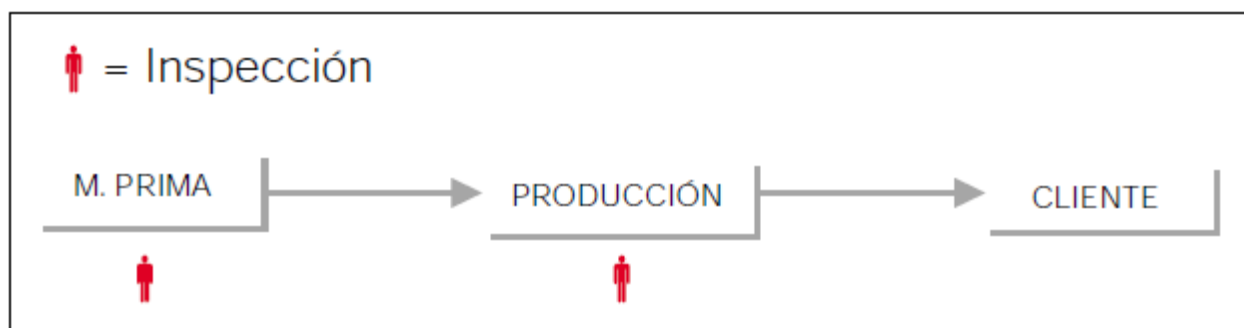 = Inspección
M. PRIMA
PRODUCCIÓN
CLIENTE